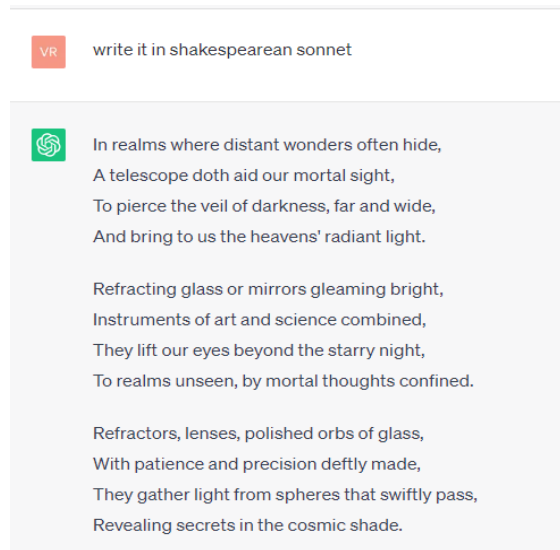 VR
write it in shakespearean sonnet
In realms where distant wonders often hide,
A telescope doth aid our mortal sight,
To pierce the veil of darkness, far and wide,
And bring to us the heavens' radiant light.
Refracting glass or mirrors gleaming bright,
Instruments of art and science combined,
They lift our eyes beyond the starry night,
To realms unseen, by mortal thoughts confined.
Refractors, lenses, polished orbs of glass,
With patience and precision deftly made,
They gather light from spheres that swiftly pass,
Revealing secrets in the cosmic shade.